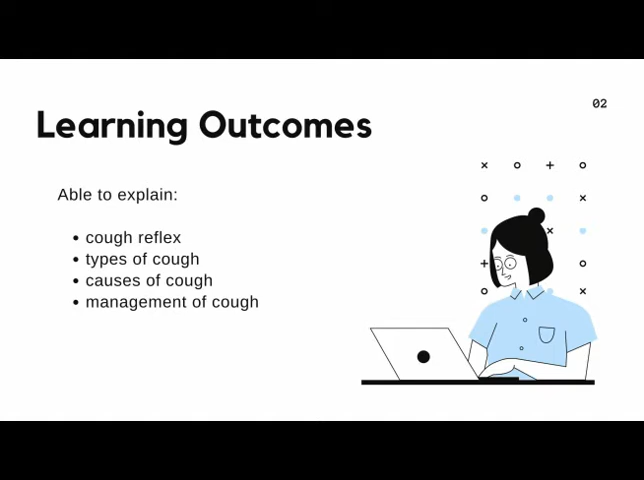 02
Learning Outcomes
Able to explain:
• cough reflex
• types of cough
• causes of cough
• management of cough